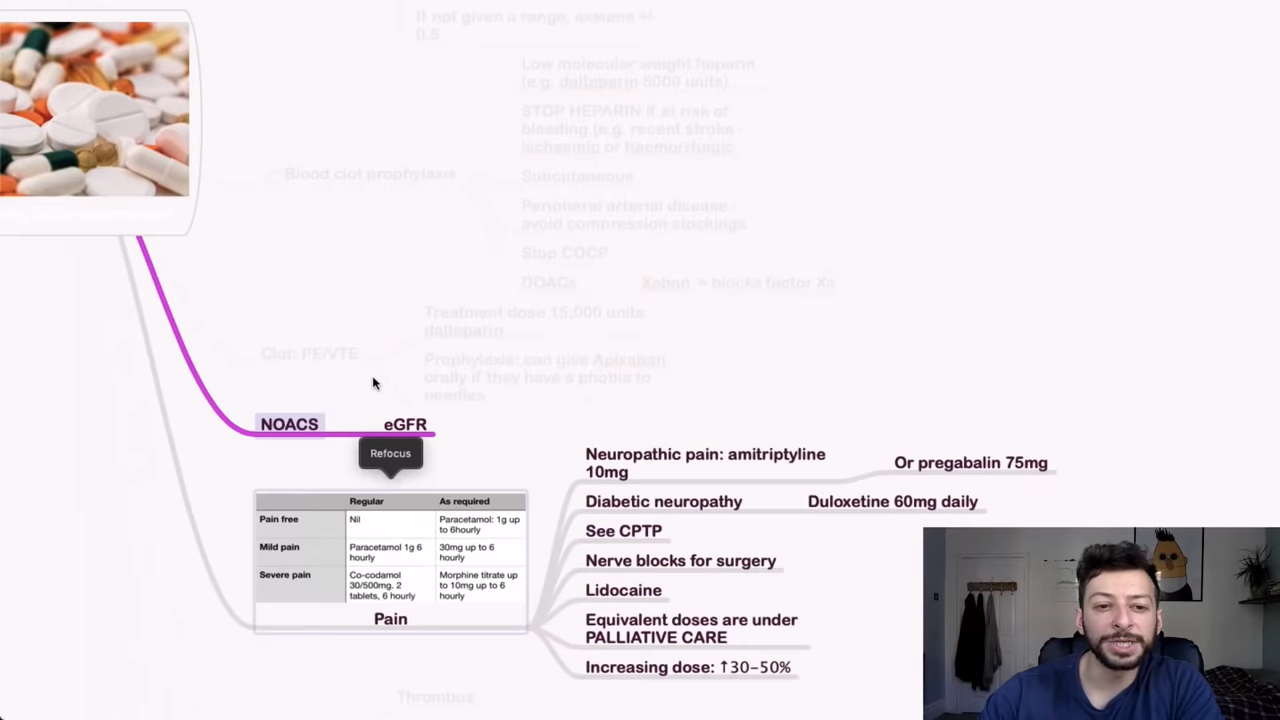 If not given a range, assume +/-
0.5
Low molecular weight heparin
(e.g. daltaparin 5000 units)
STOP HEPARIN if at risk of
bleeding (e.g. recent stroke -
ischaemic or haemorrhagic
Blood clot prophylaxis
Subcutanous
Peripheral arterial disease -
avoid compression stockings
Stop COCP
DOACs
Xaban = blocks factor Xa
Treatment dose 15,000 units
dalteparin
Clot: PE/VTE
Prophylaxis: can give Apixaban
orally if they have a phobia to
needles
NOACS
eGFR
Refocus
Regular As required
Pain free Nil Paracetamol: 1g up
to 6hourly
Mild pain Paracetamol 1g 6
hourly
30mg up to 6
hourly
Severe pain Co-codamol
30/500mg. 2
tablets, 6 hourly
Morphine titrate up
to 10mg up to 6
hourly
Pain
Neuropathic pain: amitriptyline
10mg
Or pregabalin 75mg
Diabetic neuropathy
Duloxetine 60mg daily
See CPTP
Nerve blocks for surgery
Lidocaine
Equivalent doses are under
PALLIATIVE CARE
Increasing dose: ↑30-50%
Thrombus